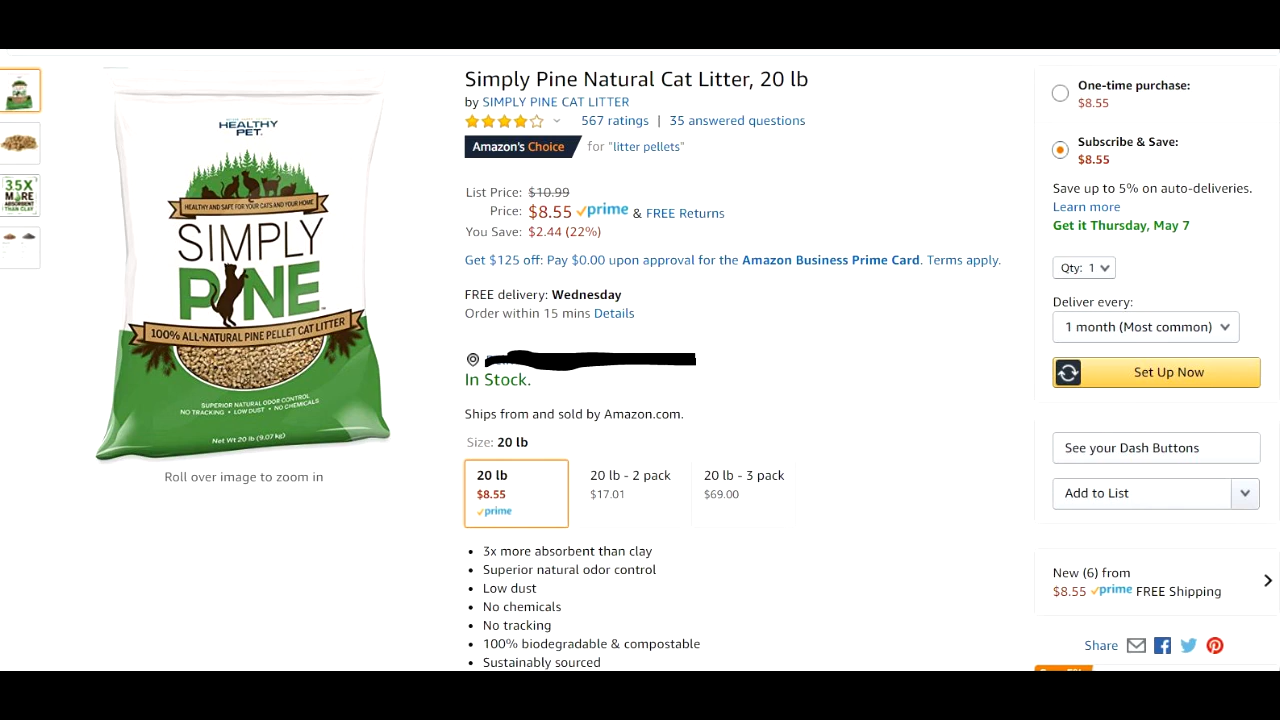 Simply Pine Natural Cat Litter, 20 lb
by SIMPLY PINE CAT LITTER
567 ratings | 35 answered questions
Amazon's Choice for "litter pellets"
List Price: $10.99
Price: $8.55 prime & FREE Returns
You Save: $2.44 (22%)
Get $125 off: Pay $0.00 upon approval for the Amazon Business Prime Card. Terms apply.
FREE delivery: Wednesday
Order within 15 mins Details
In Stock.
Ships from and sold by Amazon.com.
Size: 20 lb
20 lb
$8.55
prime
20 lb - 2 pack
$17.01
20 lb - 3 pack
$69.00
3x more absorbent than clay
Superior natural odor control
Low dust
No chemicals
No tracking
100% biodegradable & compostable
Sustainably sourced
35X
MORE
ABSORBENT
THAN CLAY
HEALTHY
PET.
HEALTHY AND SAFE FOR YOUR CATS AND YOUR HOME
SIMPLY
PINE
100% ALL-NATURAL PINE PELLET CAT LITTER
SUPERIOR NATURAL ODOR CONTROL
NO TRACKING • LOW DUST • NO CHEMICALS
Net Wt 20 lb (9.07 kg)
Roll over image to zoom in
One-time purchase:
$8.55
Subscribe & Save:
$8.55
Save up to 5% on auto-deliveries.
Learn more
Get it Thursday, May 7
Qty: 1
Deliver every:
1 month (Most common)
Set Up Now
See your Dash Buttons
Add to List
New (6) from
$8.55 prime FREE Shipping
Share